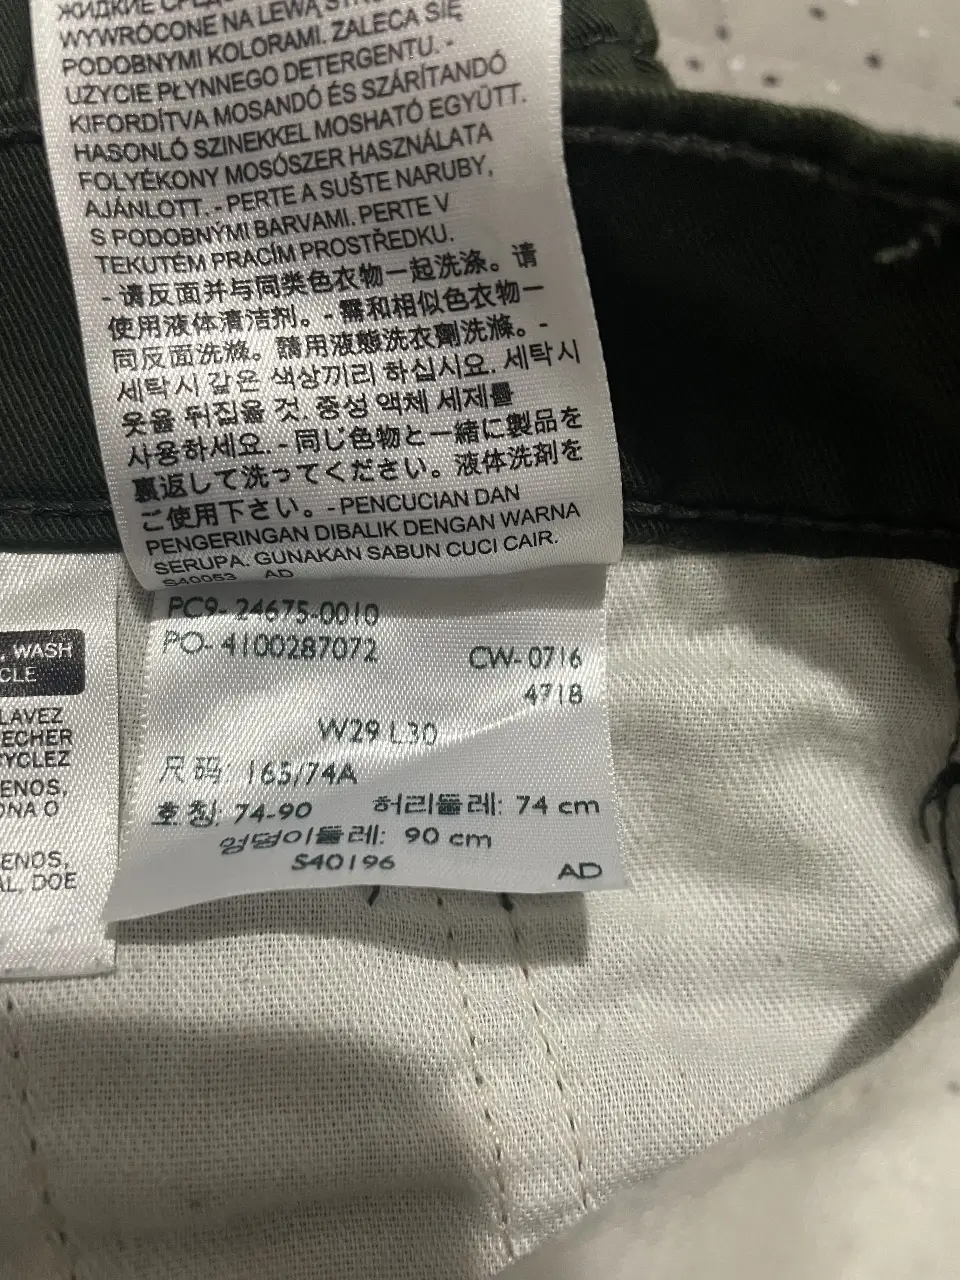 ЖИДКИЕ
WYWRÓCONE NA LEWĄ
PODOBNYMI KOLORAMI. ZALECA SIĘ
UŻYCIE PŁYNNEGO DETERGENTU. -
KIFORDÍTVA MOSANDÓ ÉS SZÁRÍTANDÓ
HASONLÓ SZINEKKEL MOSHATÓ EGYÜTT.
FOLYÉKONY MOSÓSZER HASZNÁLATA
AJÁNLOTT. - PERTE A SUŠTE NARUBY,
S PODOBNÝMI BARVAMI. PERTE V
TEKUTÉM PRACÍM PROSTŘEDKU.
- 请反面并与同类色衣物一起洗涤。请
使用液体清洁剂。- 需和相似色衣物一
同反面洗滌。請用液態洗衣劑洗滌。-
세탁시 같은 색상끼리 하십시요. 세탁시
옷을 뒤집을 것. 중성 액체 세제를
사용하세요. - 同じ色物と一緒に製品を
裏返して洗ってください。液体洗剤を
ご使用下さい。- PENCUCIAN DAN
PENGERINGAN DIBALIK DENGAN WARNA
SERUPA. GUNAKAN SABUN CUCI CAIR.
S40053 AD
PC9- 24675-0010
PO- 4100287072
CW- 0716
4718
W29 L30
尺码: 165/74A
호칭: 74-90 허리둘레: 74 cm
엉덩이둘레: 90 cm
S40196
AD
WASH
CLE
LAVEZ
ECHER
YCLEZ
ENOS,
ONA O
ENOS,
AL, DOE